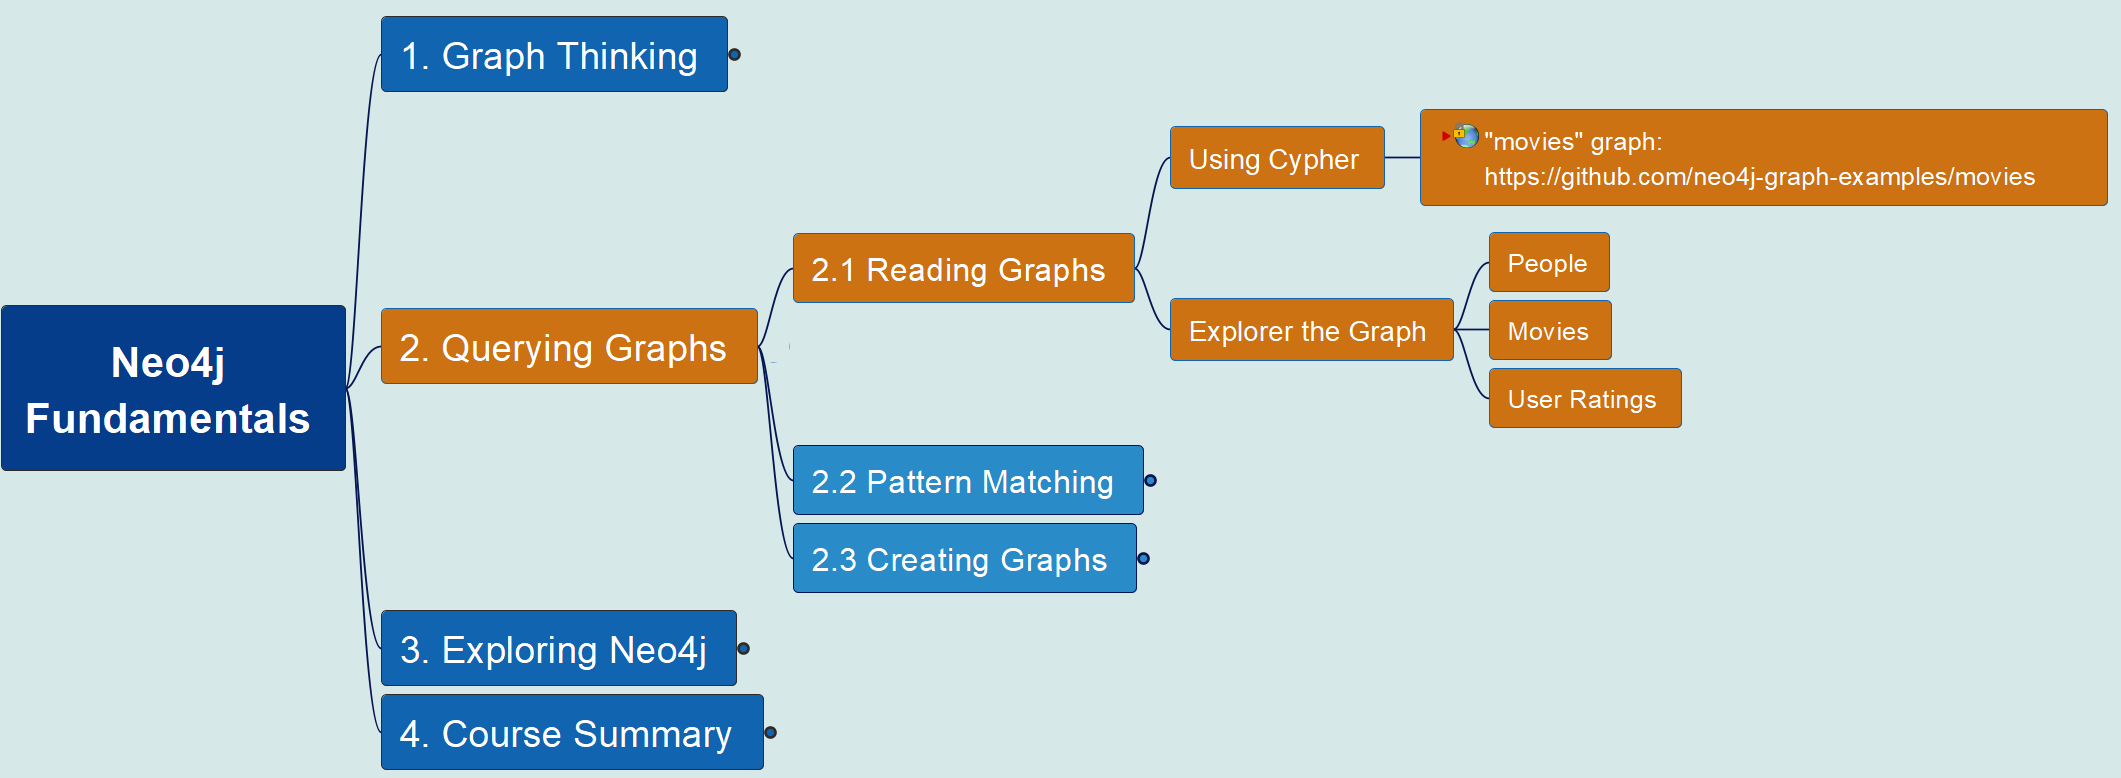 Neo4j
Fundamentals
1. Graph Thinking
2. Querying Graphs
2.1 Reading Graphs
Using Cypher
"movies" graph:
https://github.com/neo4j-graph-examples/movies
Explorer the Graph
People
Movies
User Ratings
2.2 Pattern Matching
2.3 Creating Graphs
3. Exploring Neo4j
4. Course Summary